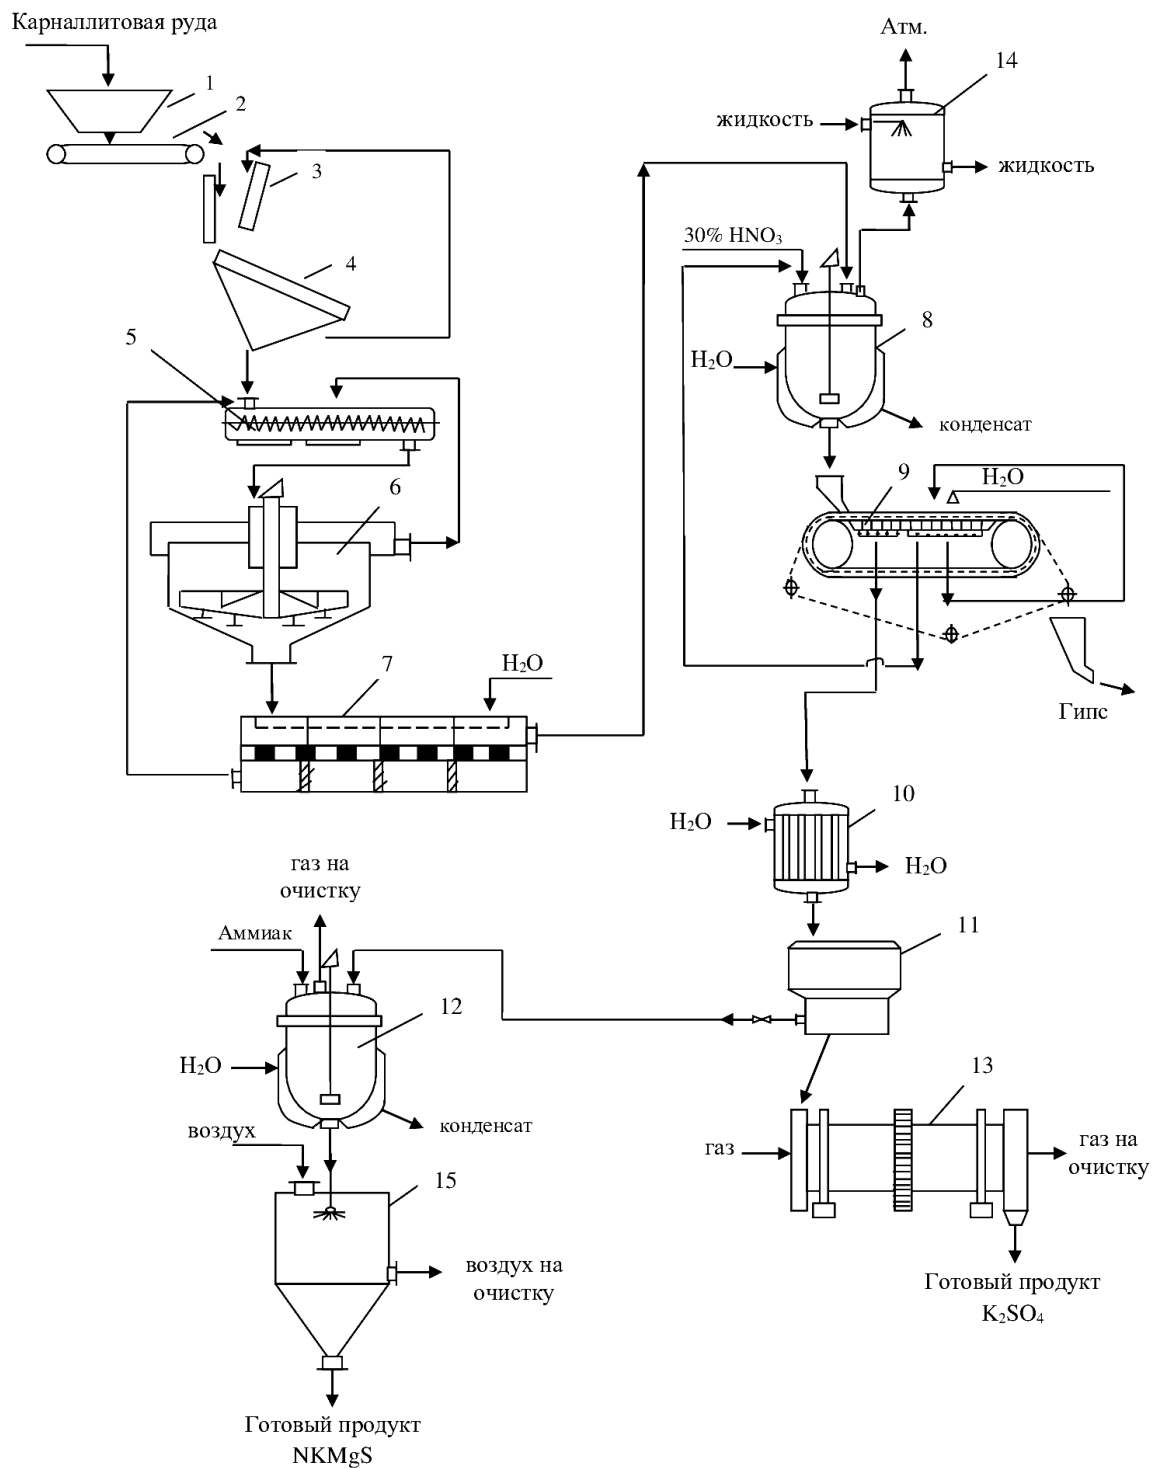 Карналлитовая руда
1
2
3
4
5
6
7
H₂O
Атм.
14
жидкость
жидкость
30% HNO₃
8
H₂O
конденсат
9
H₂O
Гипс
10
H₂O
H₂O
11
газ на
очистку
Аммиак
12
H₂O
конденсат
воздух
15
воздух на
очистку
Готовый продукт
NKMgS
13
газ
газ на
очистку
Готовый продукт
K₂SO₄